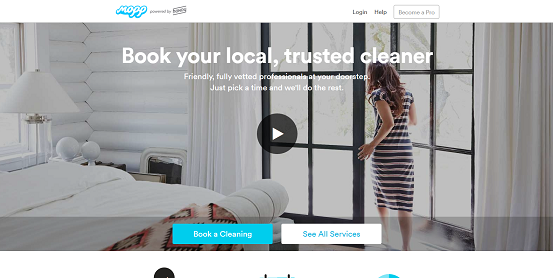 mopp powered by
Login Help Become a Pro
Book your local, trusted cleaner
Friendly, fully vetted professionals at your doorstep.
Just pick a time and we'll do the rest.
Book a Cleaning See All Services